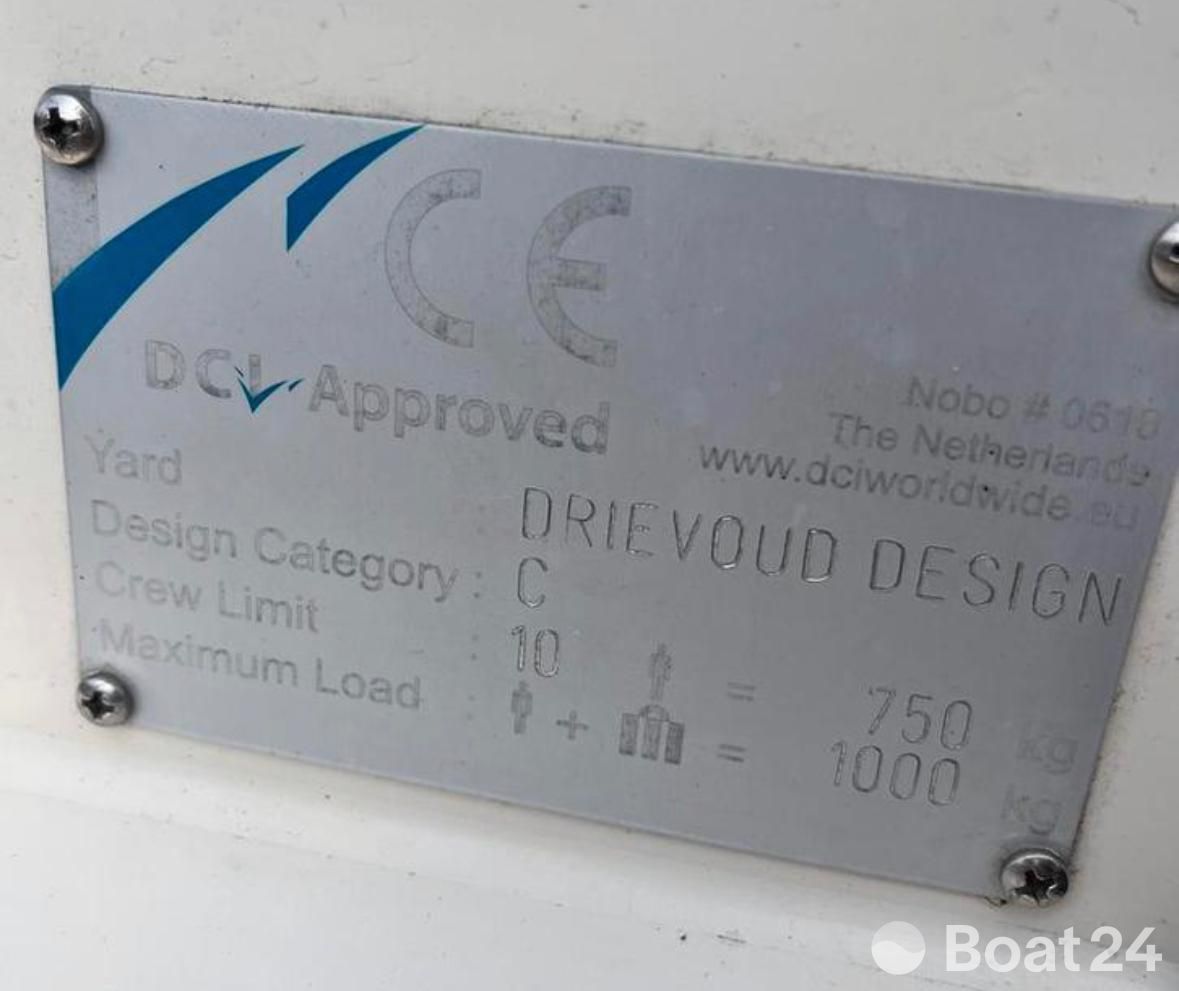 CE
DCI Approved
Nobo # 0618
The Netherlands
www.dciworldwide.eu
Yard : DRIEVOUD DESIGN
Design Category : C
Crew Limit : 10 = 750 kg
Maximum Load : + = 1000 kg
Boat24